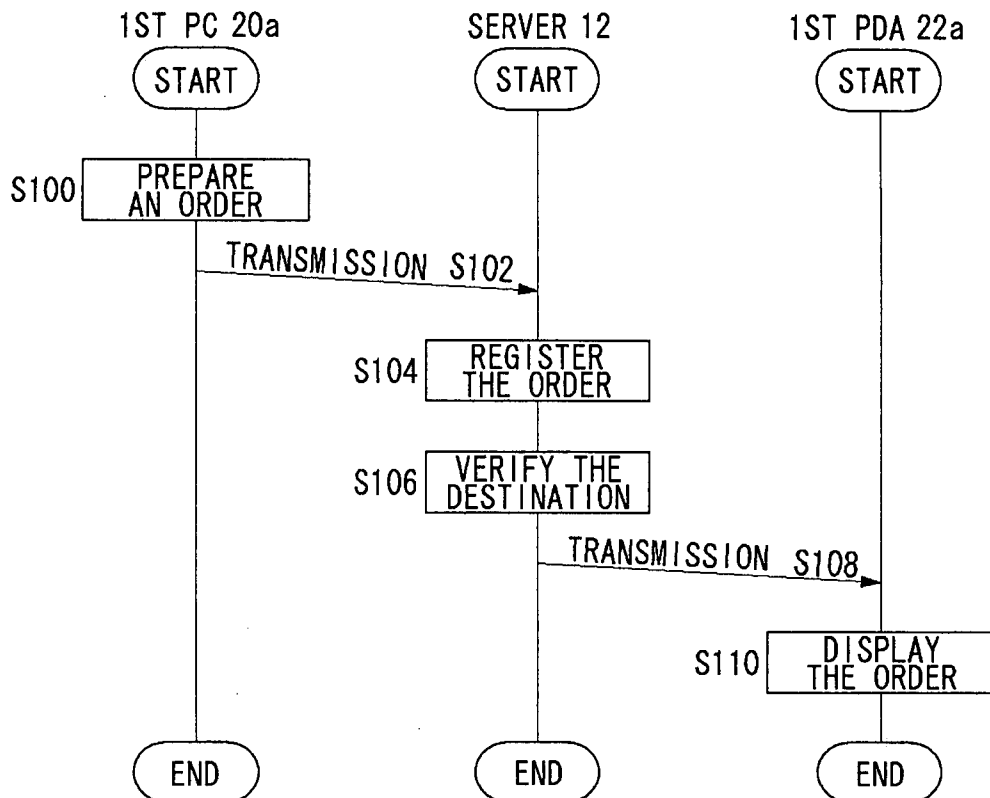 1ST PC 20a
SERVER 12
1ST PDA 22a
START
START
START
S100
PREPARE
AN ORDER
TRANSMISSION S102
S104
REGISTER
THE ORDER
S106
VERIFY THE
DESTINATION
TRANSMISSION S108
S110
DISPLAY
THE ORDER
END
END
END